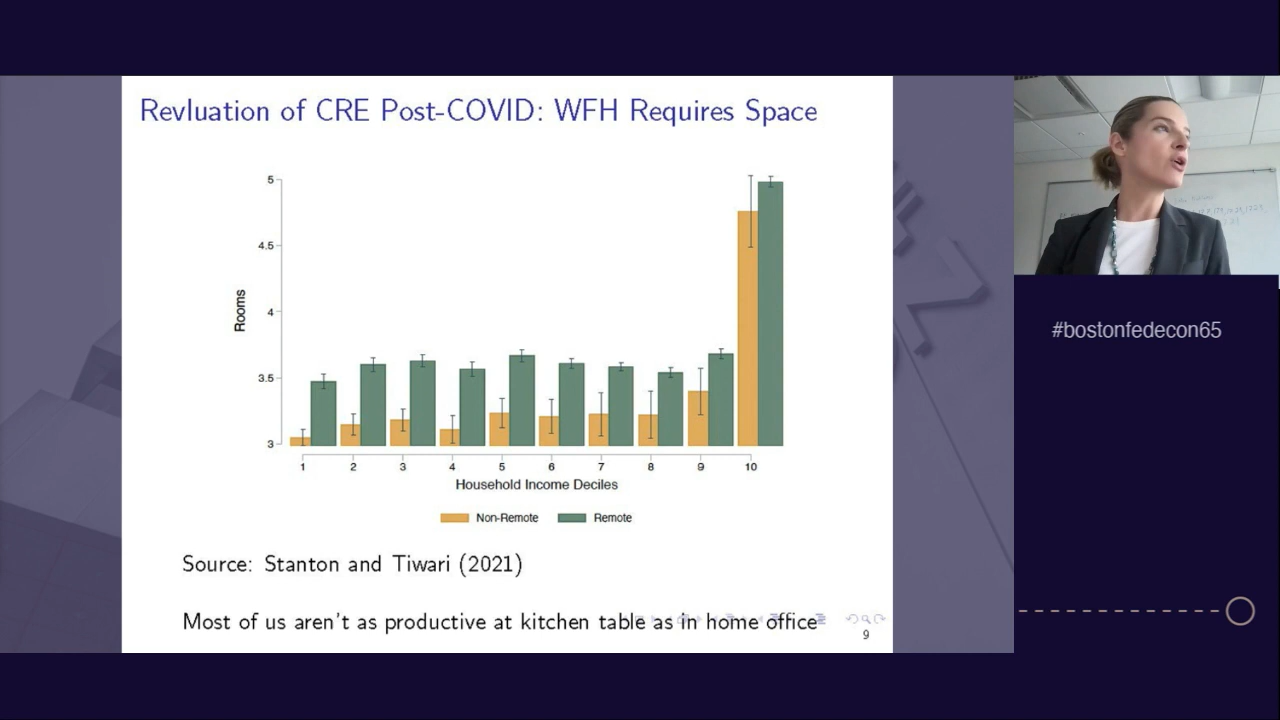 Revluation of CRE Post-COVID: WFH Requires Space
5
4.5
4
3.5
3
Rooms
1 2 3 4 5 6 7 8 9 10
Household Income Deciles
Non-Remote Remote
Source: Stanton and Tiwari (2021)
Most of us aren't as productive at kitchen table as in home office
9
#bostonfedecon65